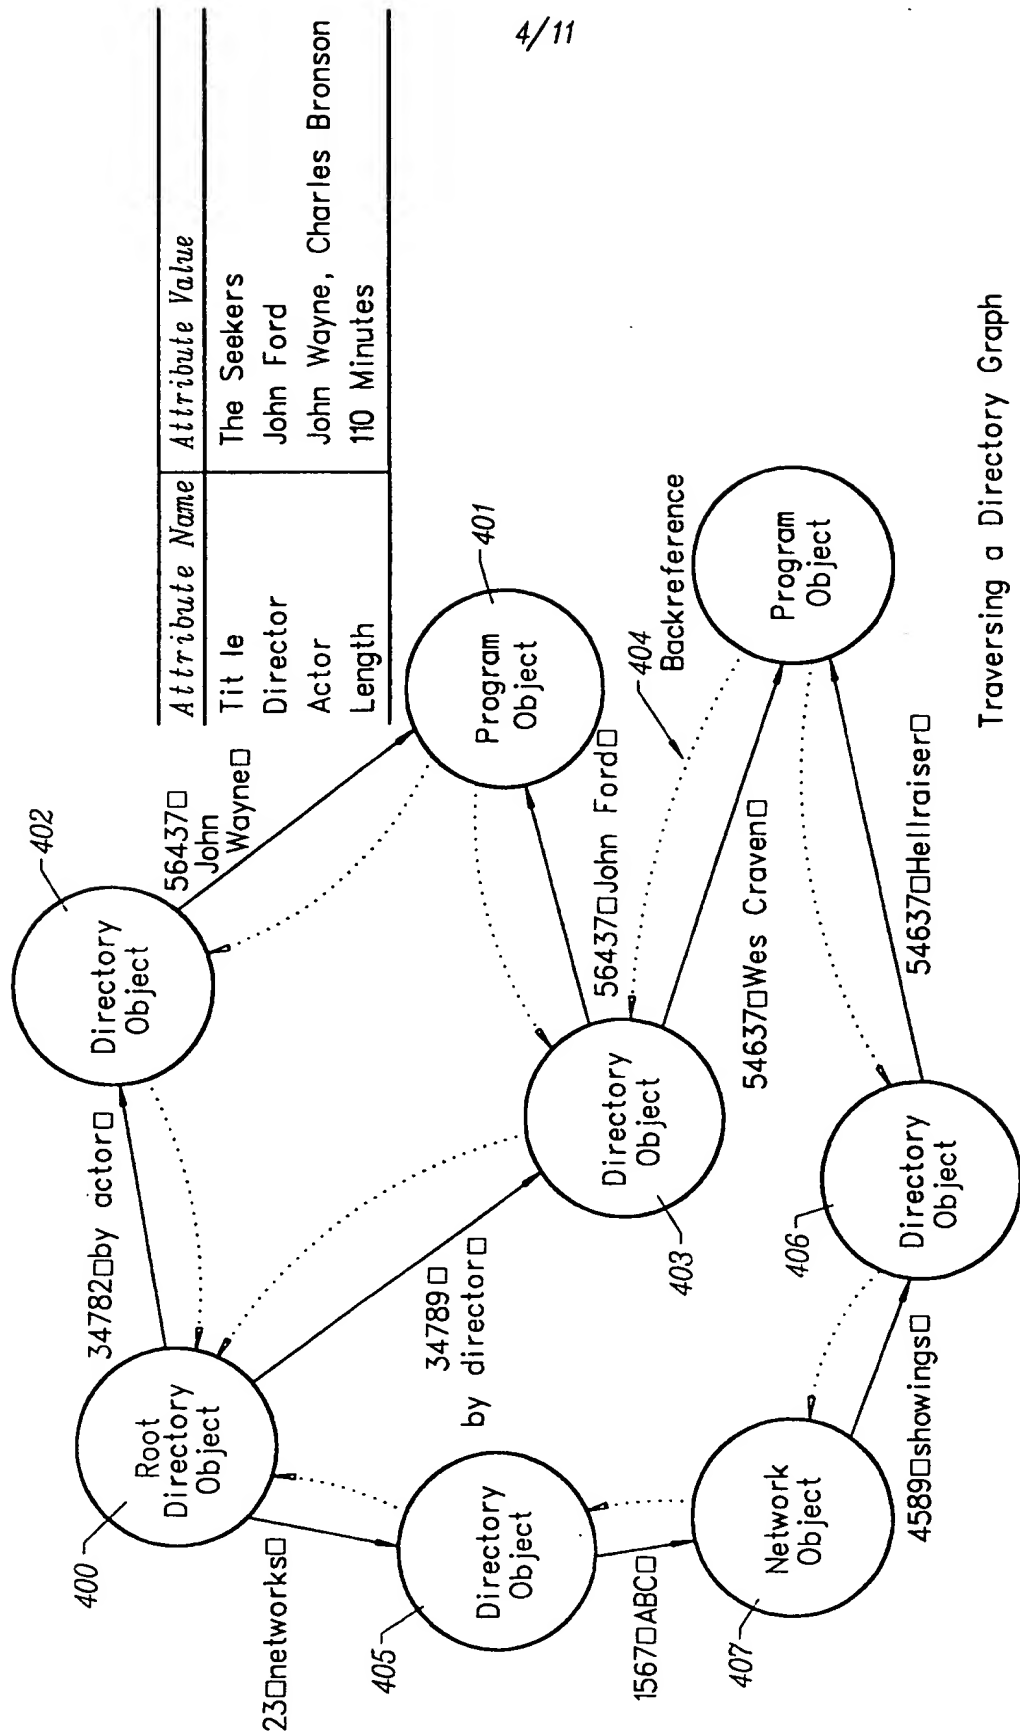 4/11
Attribute Name Attribute Value
Tit le The Seekers
Director John Ford
Actor John Wayne, Charles Bronson
Length 110 Minutes
400
Root
Directory
Object
34782□by actor□
402
Directory
Object
56437□
John
Wayne□
401
Program
Object
34789□
by director□
403
Directory
Object
56437□John Ford□
404
Backreference
54637□Wes Craven□
Program
Object
23□networks□
405
Directory
Object
1567□ABC□
407
Network
Object
4589□showings□
406
Directory
Object
54637□Hellraiser□
Traversing a Directory Graph